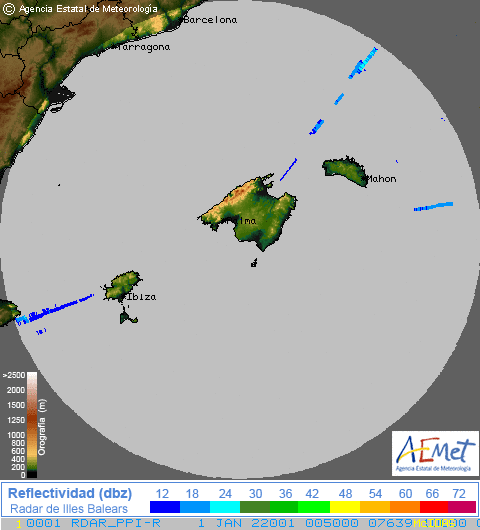 © Agencia Estatal de Meteorología
Barcelona
Tarragona
Mahon
lma
Ibiza
>2500
2000
1500
1000
800
600
400
200
0
Orografía (m)
AEMet
Agencia Estatal de Meteorología
Reflectividad (dbz) 12 18 24 30 36 42 48 54 60 66 72
Radar de Illes Balears
0001 RDAR_PPI-R 1 JAN 22001 005000 07639